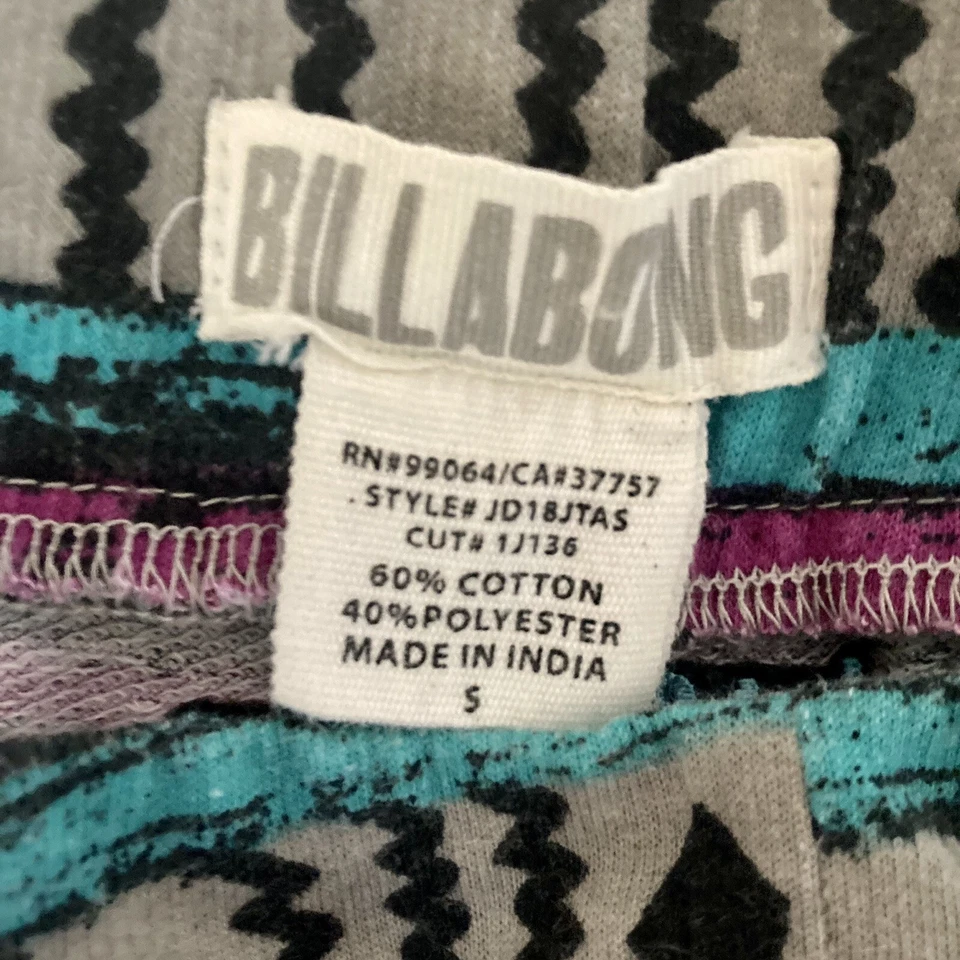 BILLABONG
RN#99064/CA#37757
STYLE# JD18JTAS
CUT# 1J136
60% COTTON
40%POLYESTER
MADE IN INDIA
S